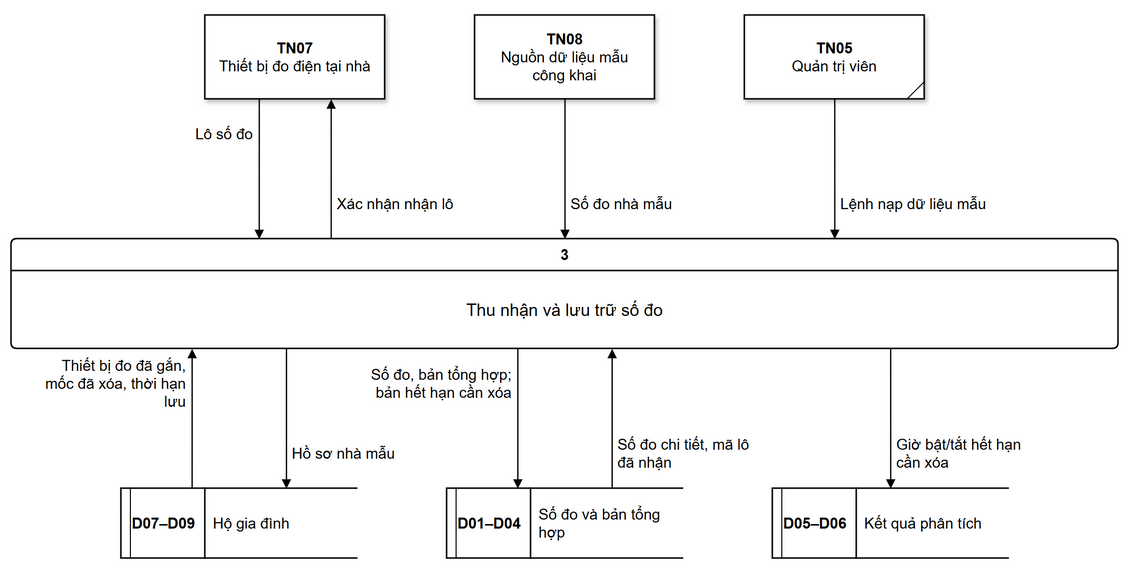 TN07
Thiết bị đo điện tại nhà
TN08
Nguồn dữ liệu mẫu
công khai
TN05
Quản trị viên
Lô số đo
Xác nhận nhận lô
Số đo nhà mẫu
Lệnh nạp dữ liệu mẫu
3
Thu nhận và lưu trữ số đo
Thiết bị đo đã gắn,
mốc đã xóa, thời hạn
lưu
Hồ sơ nhà mẫu
Số đo, bản tổng hợp;
bản hết hạn cần xóa
Số đo chi tiết, mã lô
đã nhận
Giờ bật/tắt hết hạn
cần xóa
D07–D09
Hộ gia đình
D01–D04
Số đo và bản tổng
hợp
D05–D06
Kết quả phân tích